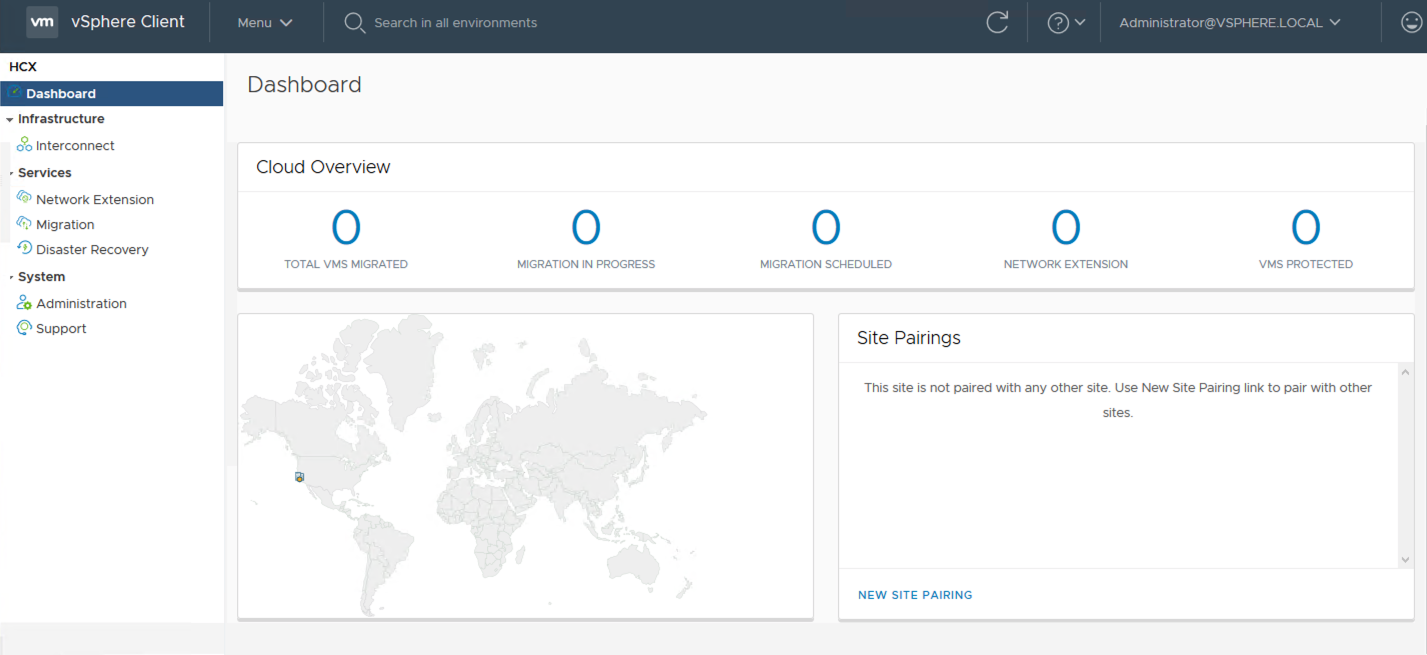 vm vSphere Client Menu Search in all environments ? Administrator@VSPHERE.LOCAL
HCX
Dashboard
Infrastructure
Interconnect
Services
Network Extension
Migration
Disaster Recovery
System
Administration
Support
Dashboard
Cloud Overview
0 0 0 0 0
TOTAL VMS MIGRATED MIGRATION IN PROGRESS MIGRATION SCHEDULED NETWORK EXTENSION VMS PROTECTED
Site Pairings
This site is not paired with any other site. Use New Site Pairing link to pair with other
sites.
NEW SITE PAIRING